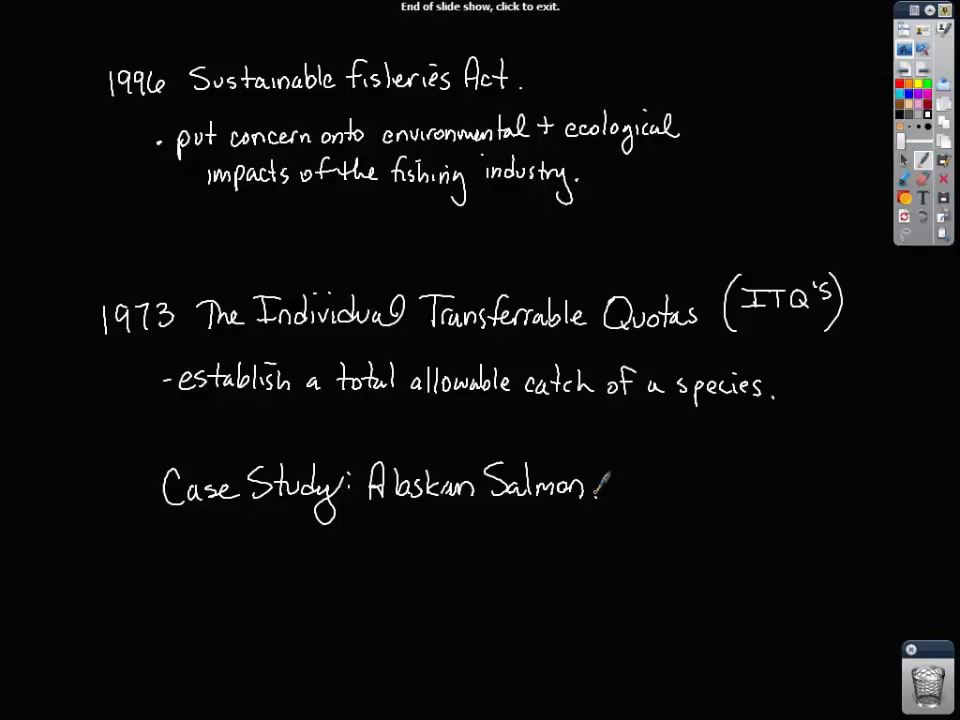 End of slide show, click to exit.
1996 Sustainable fisheries Act.
• put concern onto environmental + ecological
impacts of the fishing industry.
1973 The Individual Transferrable Quotas (ITQ's)
- establish a total allowable catch of a species.
Case Study: Alaskan Salmon.